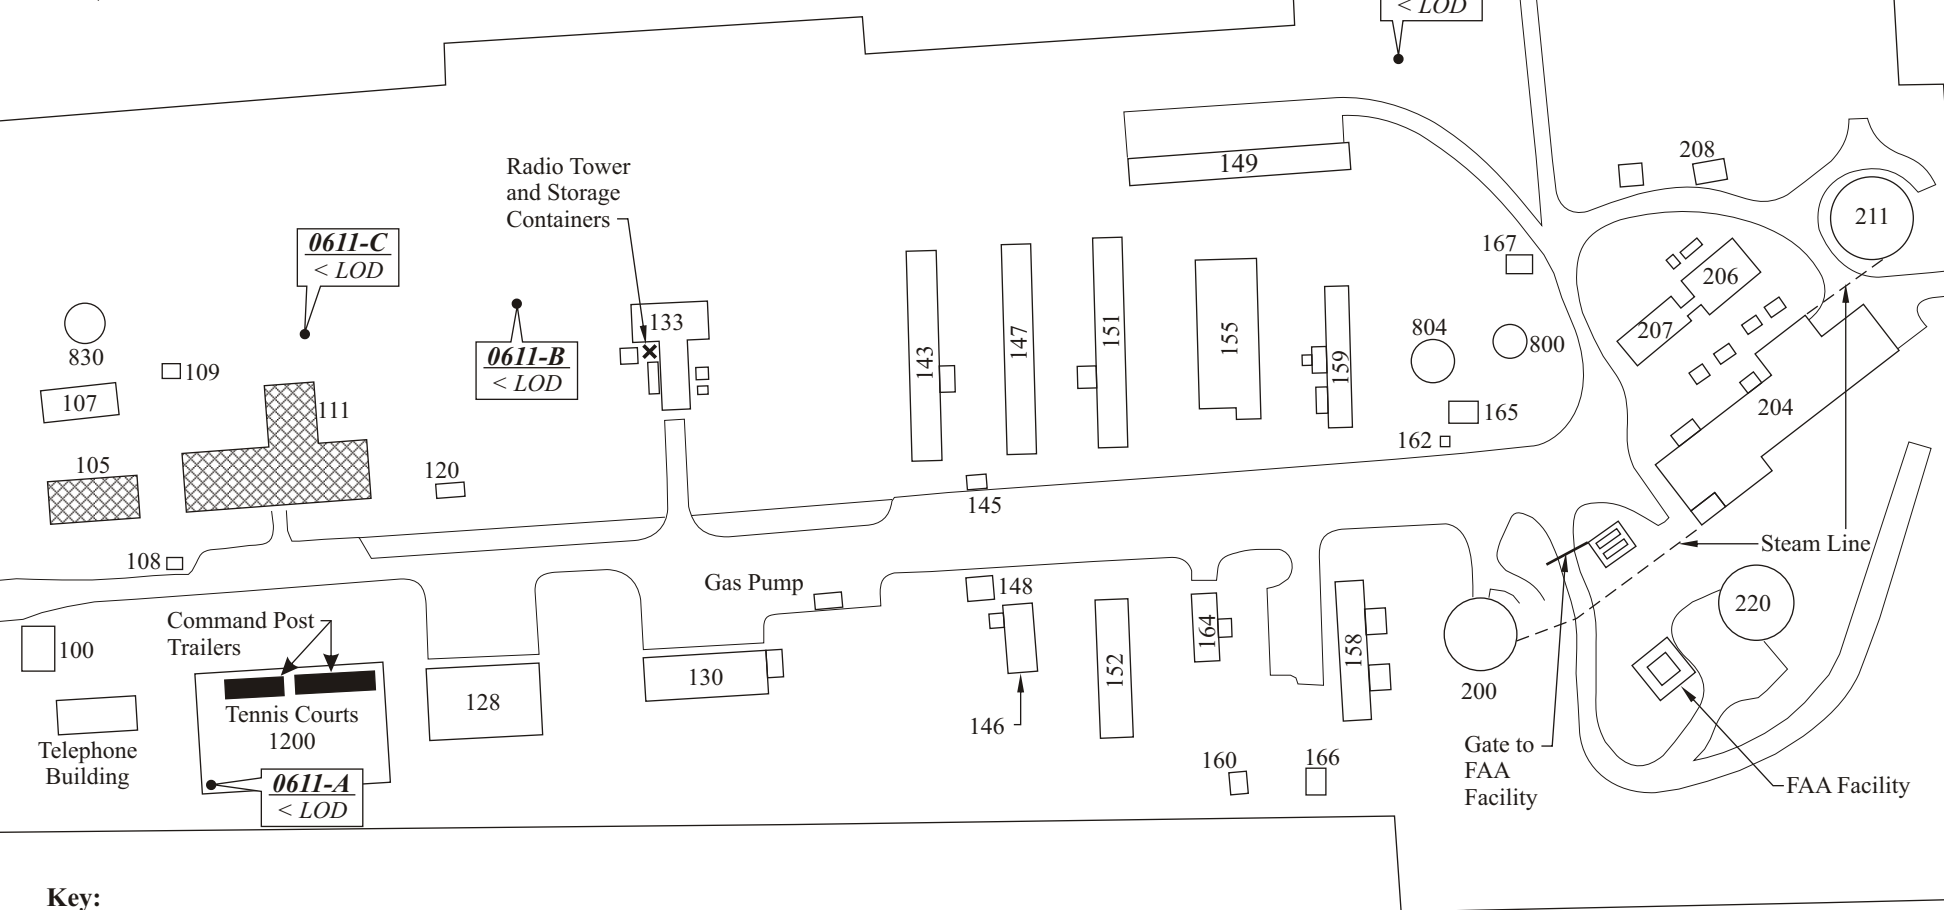 < LOD
208
149
Radio Tower
and Storage
Containers
211
0611-C
< LOD
167
206
133
207
830
0611-B
< LOD
143
147
151
155
159
804
800
109
107
111
204
165
162
105
120
145
108
Steam Line
Gas Pump
148
Command Post
Trailers
220
100
164
158
152
130
128
200
Tennis Courts
1200
146
Telephone
Building
Gate to
FAA
Facility
160
166
0611-A
< LOD
FAA Facility
Key: